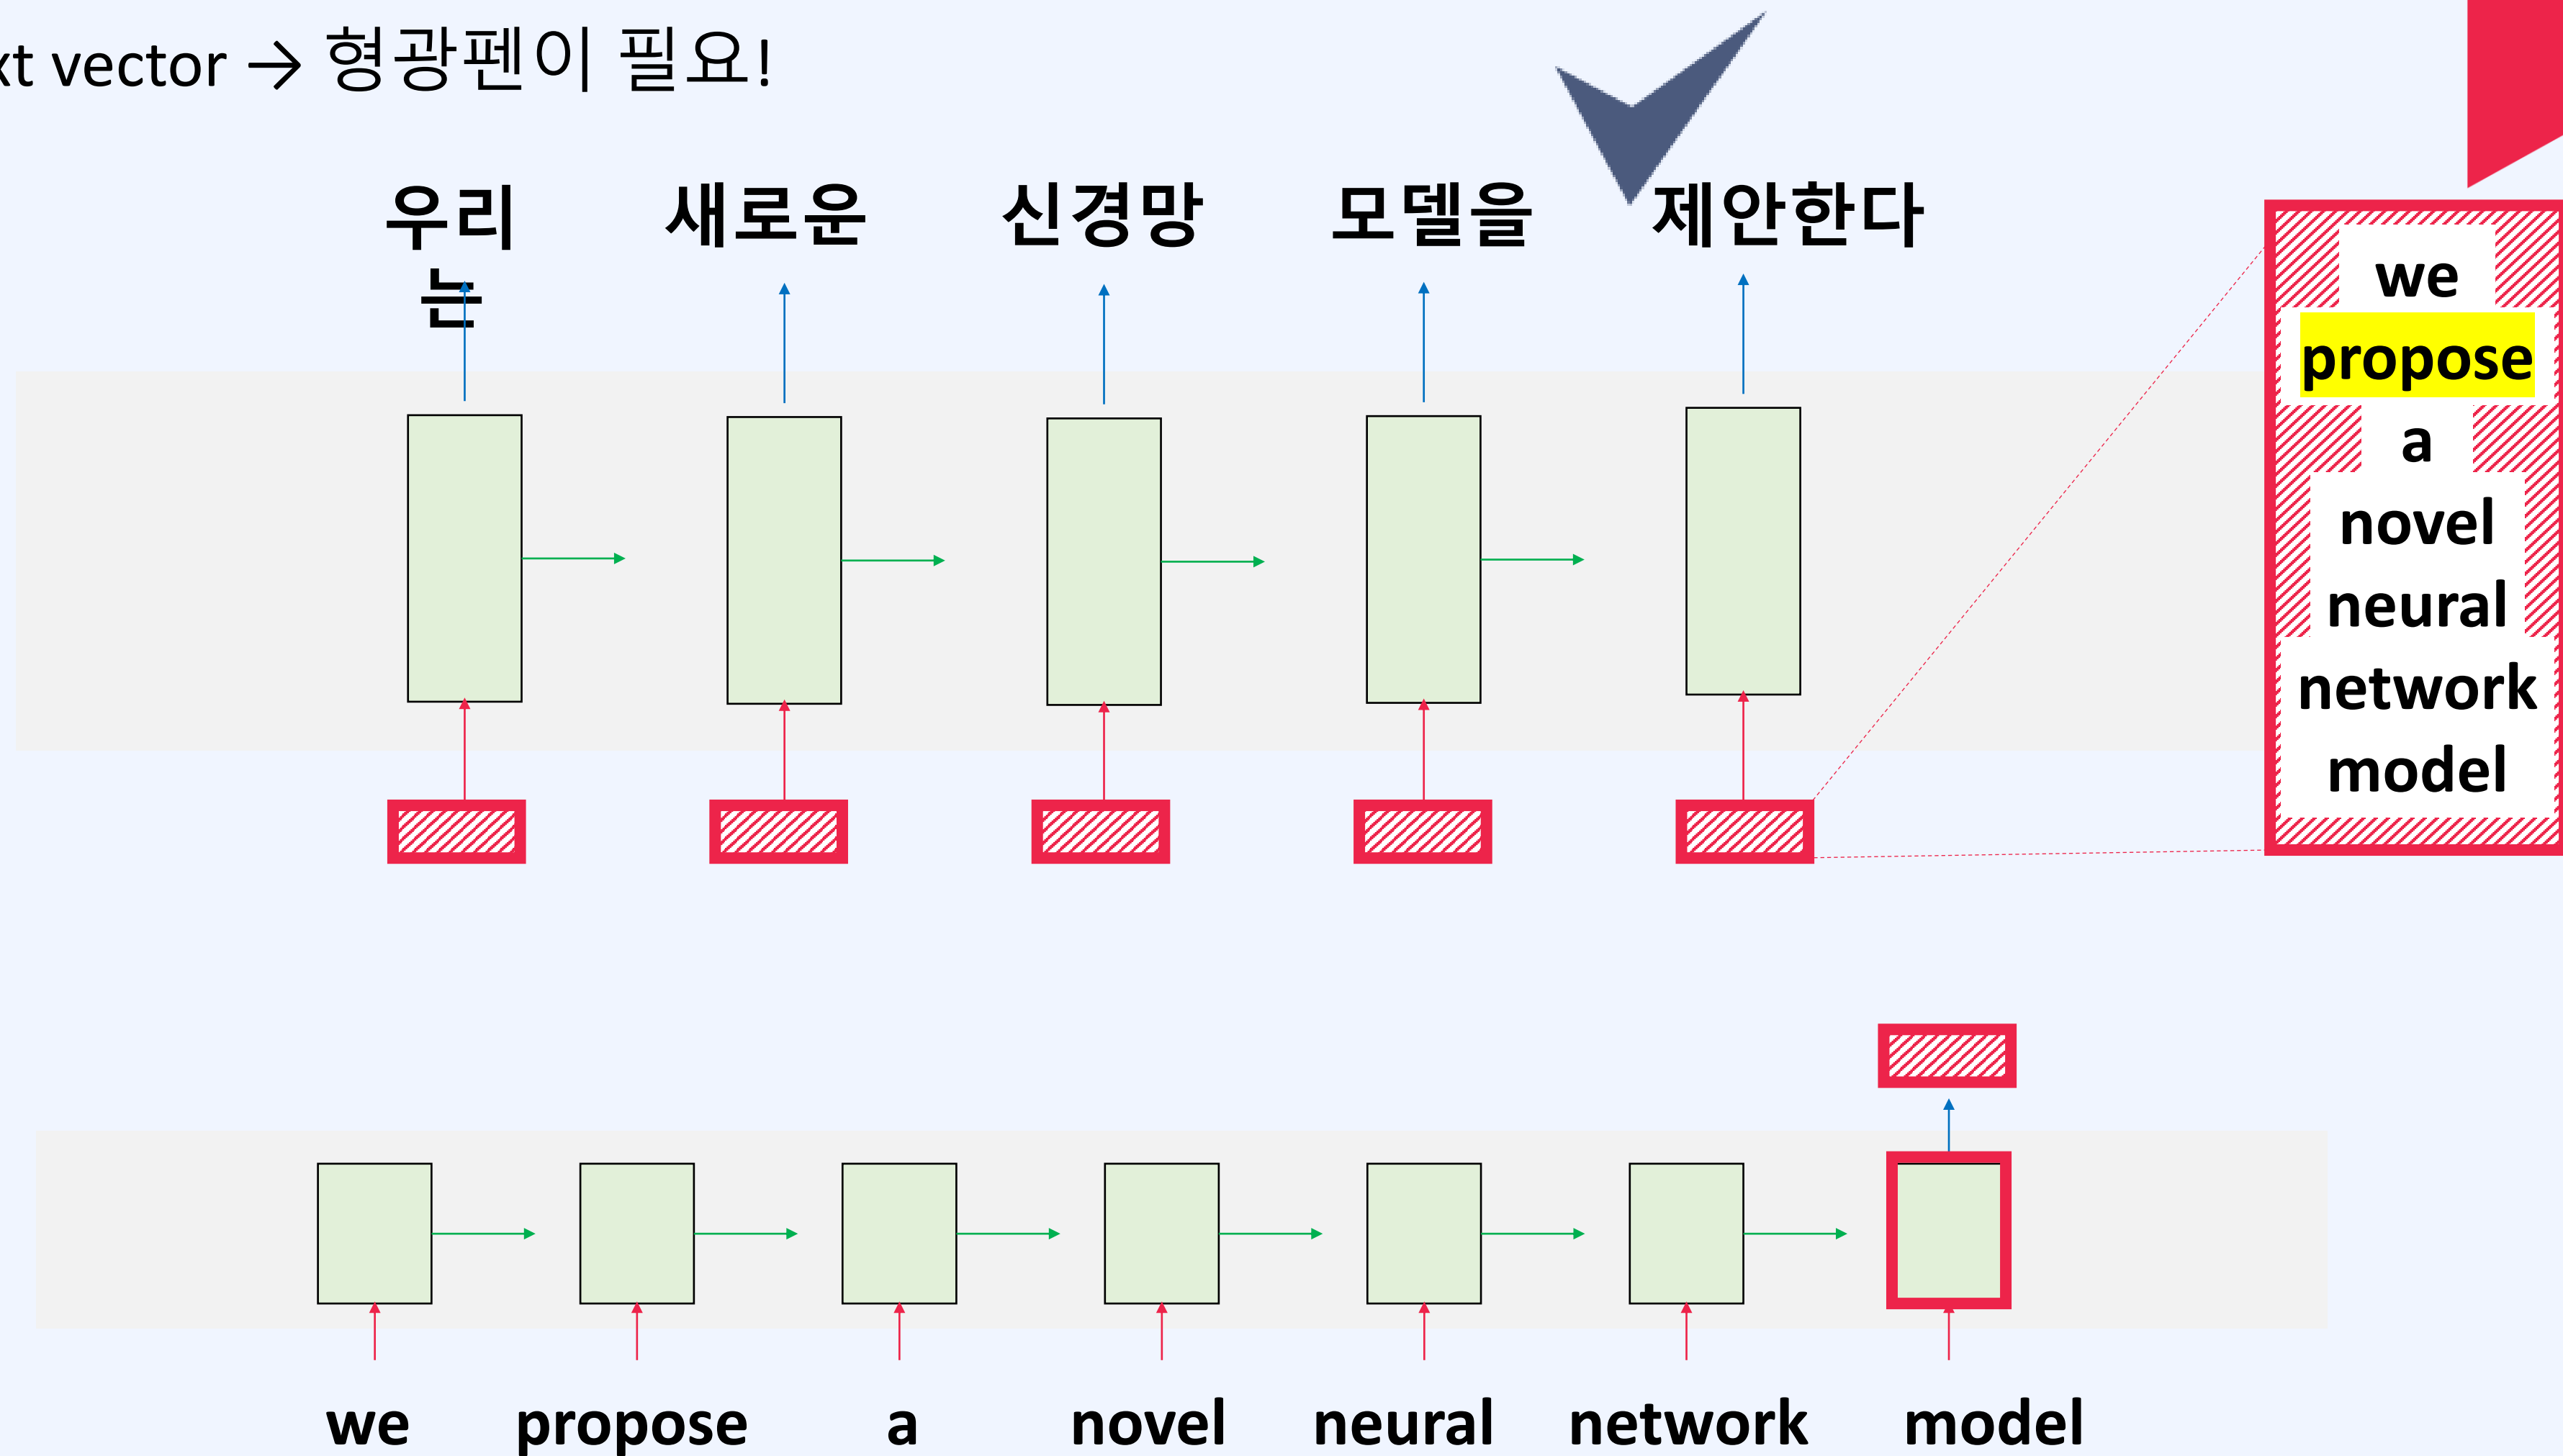 xt vector → 형광펜이 필요!
우리는 새로운 신경망 모델을 제안한다
we
propose
a
novel
neural
network
model
we propose a novel neural network model